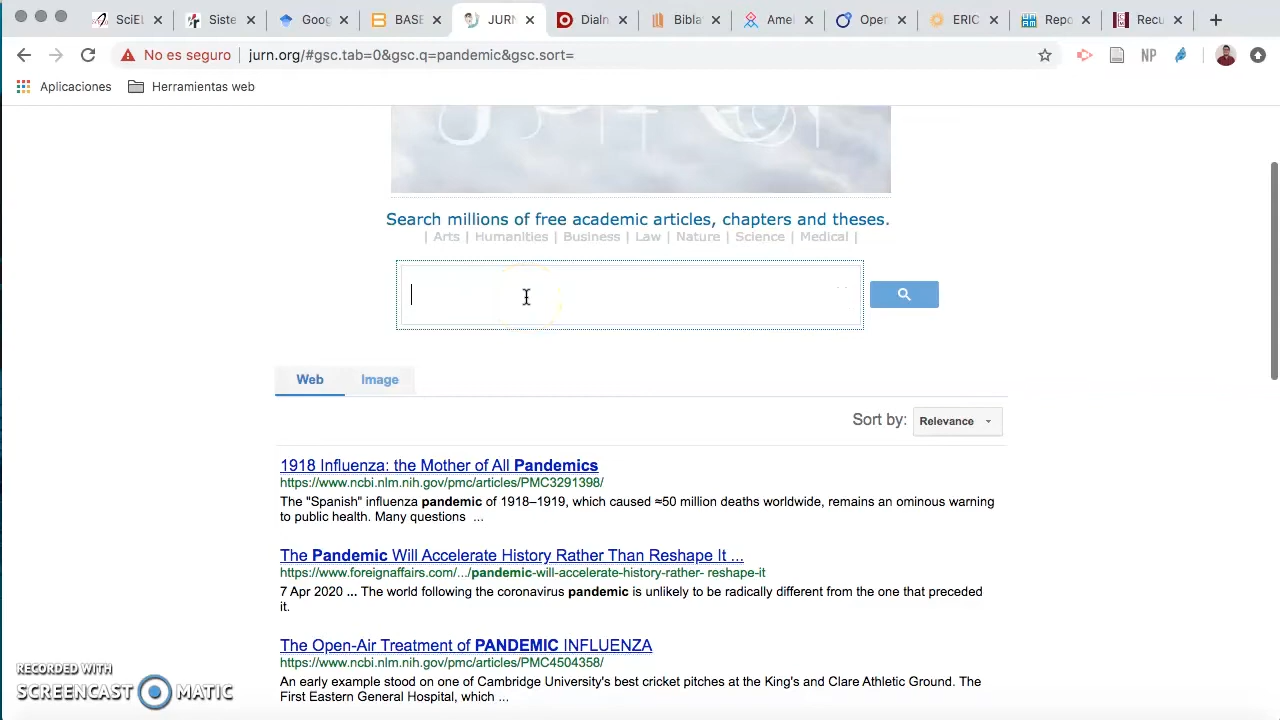 SciEL
Siste
Goog
BASE
JURN
Dialn
Bibla
Amel
Open
ERIC
Repo
Recu
No es seguro
jurn.org/#gsc.tab=0&gsc.q=pandemic&gsc.sort=
NP
Aplicaciones
Herramientas web
Search millions of free academic articles, chapters and theses.
| Arts | Humanities | Business | Law | Nature | Science | Medical |
Web
Image
Sort by:
Relevance
1918 Influenza: the Mother of All Pandemics
https://www.ncbi.nlm.nih.gov/pmc/articles/PMC3291398/
The "Spanish" influenza pandemic of 1918–1919, which caused ≈50 million deaths worldwide, remains an ominous warning
to public health. Many questions ...
The Pandemic Will Accelerate History Rather Than Reshape It ...
https://www.foreignaffairs.com/.../pandemic-will-accelerate-history-rather- reshape-it
7 Apr 2020 ... The world following the coronavirus pandemic is unlikely to be radically different from the one that preceded
it.
The Open-Air Treatment of PANDEMIC INFLUENZA
https://www.ncbi.nlm.nih.gov/pmc/articles/PMC4504358/
An early example stood on one of Cambridge University's best cricket pitches at the King's and Clare Athletic Ground. The
First Eastern General Hospital, which ...
RECORDED WITH
SCREENCAST MATIC